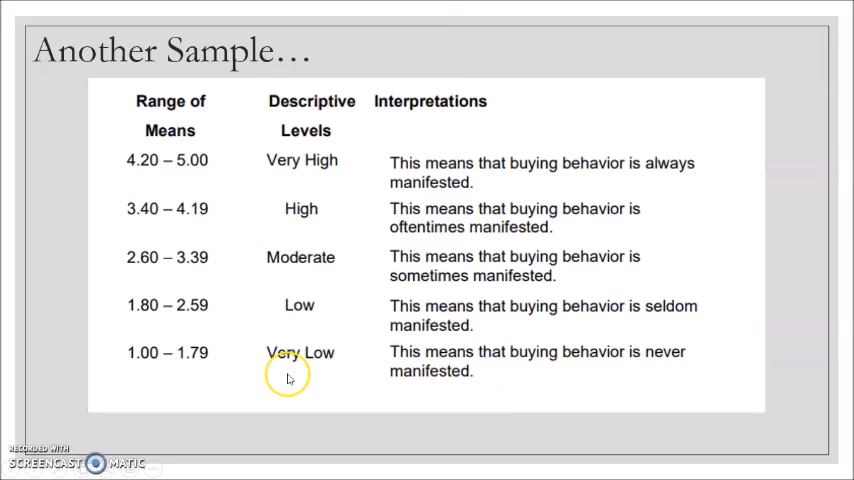 Another Sample…
Range of Means
Descriptive Levels
Interpretations
4.20 – 5.00
Very High
This means that buying behavior is always
manifested.
3.40 – 4.19
High
This means that buying behavior is
oftentimes manifested.
2.60 – 3.39
Moderate
This means that buying behavior is
sometimes manifested.
1.80 – 2.59
Low
This means that buying behavior is seldom
manifested.
1.00 – 1.79
Very Low
This means that buying behavior is never
manifested.
RECORDED WITH
SCREENCAST MATIC